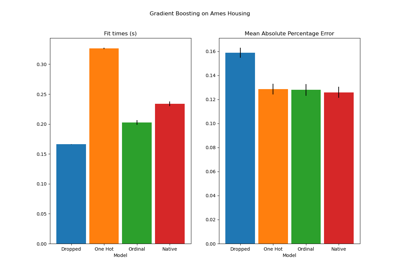 Gradient Boosting on Ames Housing
Fit times (s)
0.30
0.25
0.20
0.15
0.10
0.05
0.00
Dropped One Hot Ordinal Native
Model
Mean Absolute Percentage Error
0.16
0.14
0.12
0.10
0.08
0.06
0.04
0.02
0.00
Dropped One Hot Ordinal Native
Model